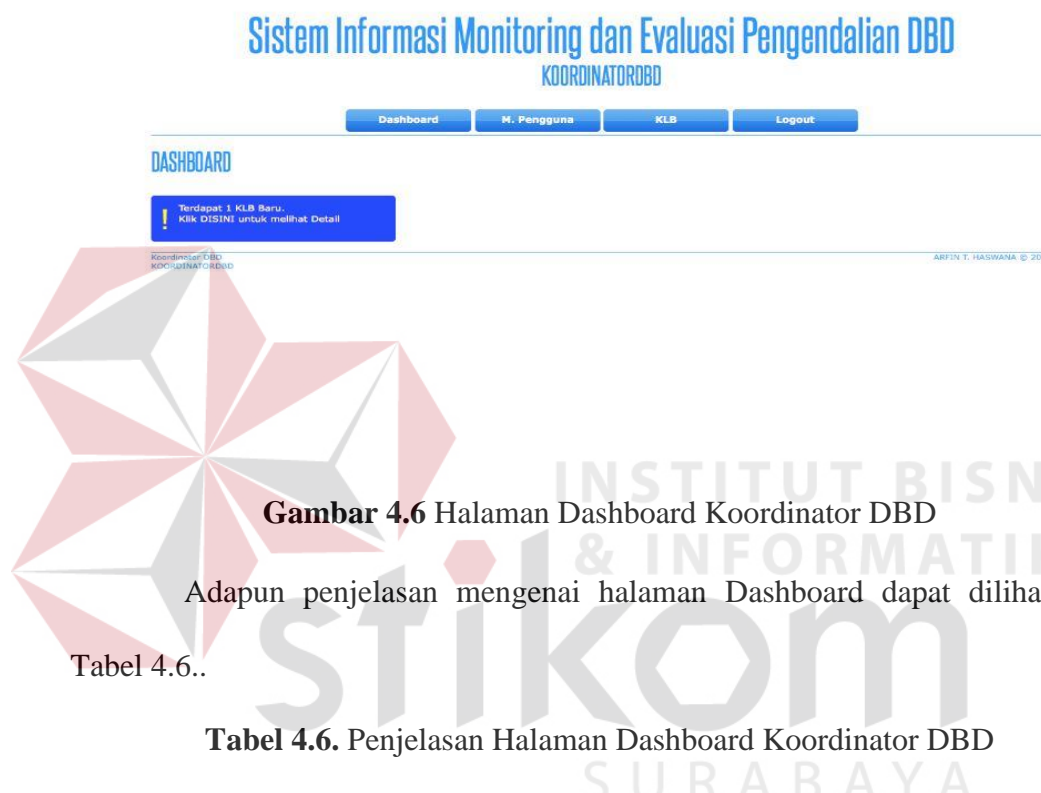 Sistem Informasi Monitoring dan Evaluasi Pengendalian DBD
KOORDINATORDBD
Dashboard M. Pengguna KLB Logout
DASHBOARD
! Terdapat 1 KLB Baru.
Klik DISINI untuk melihat Detail
Koordinator DBD
KOORDINATORDBD
ARFIN T. HASWANA © 20
INSTITUT BISN
Gambar 4.6 Halaman Dashboard Koordinator DBD
& INFORMATI
Adapun penjelasan mengenai halaman Dashboard dapat diliha
stikom
Tabel 4.6..
Tabel 4.6. Penjelasan Halaman Dashboard Koordinator DBD
SURABAYA